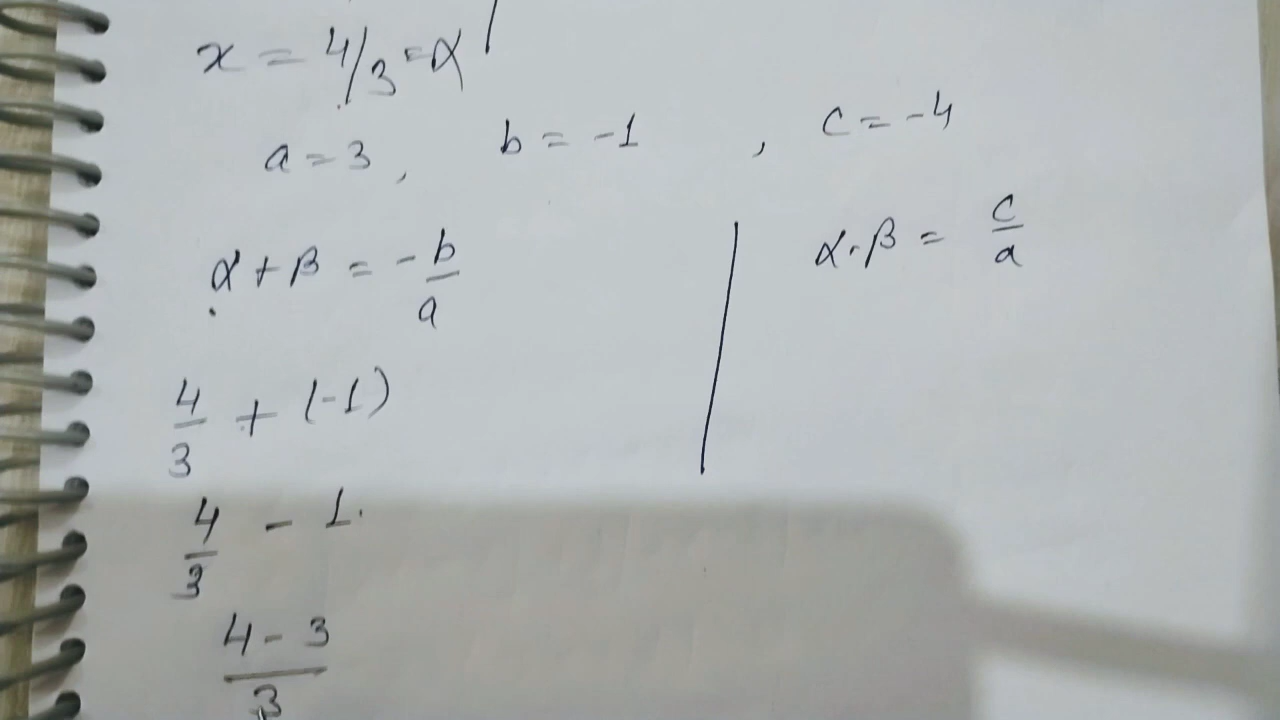 x = 4/3 = α
a = 3 , b = -1 , c = -4
α + β = -b/a
α . β = c/a
4/3 + (-1)
4/3 - 1.
4 - 3/3